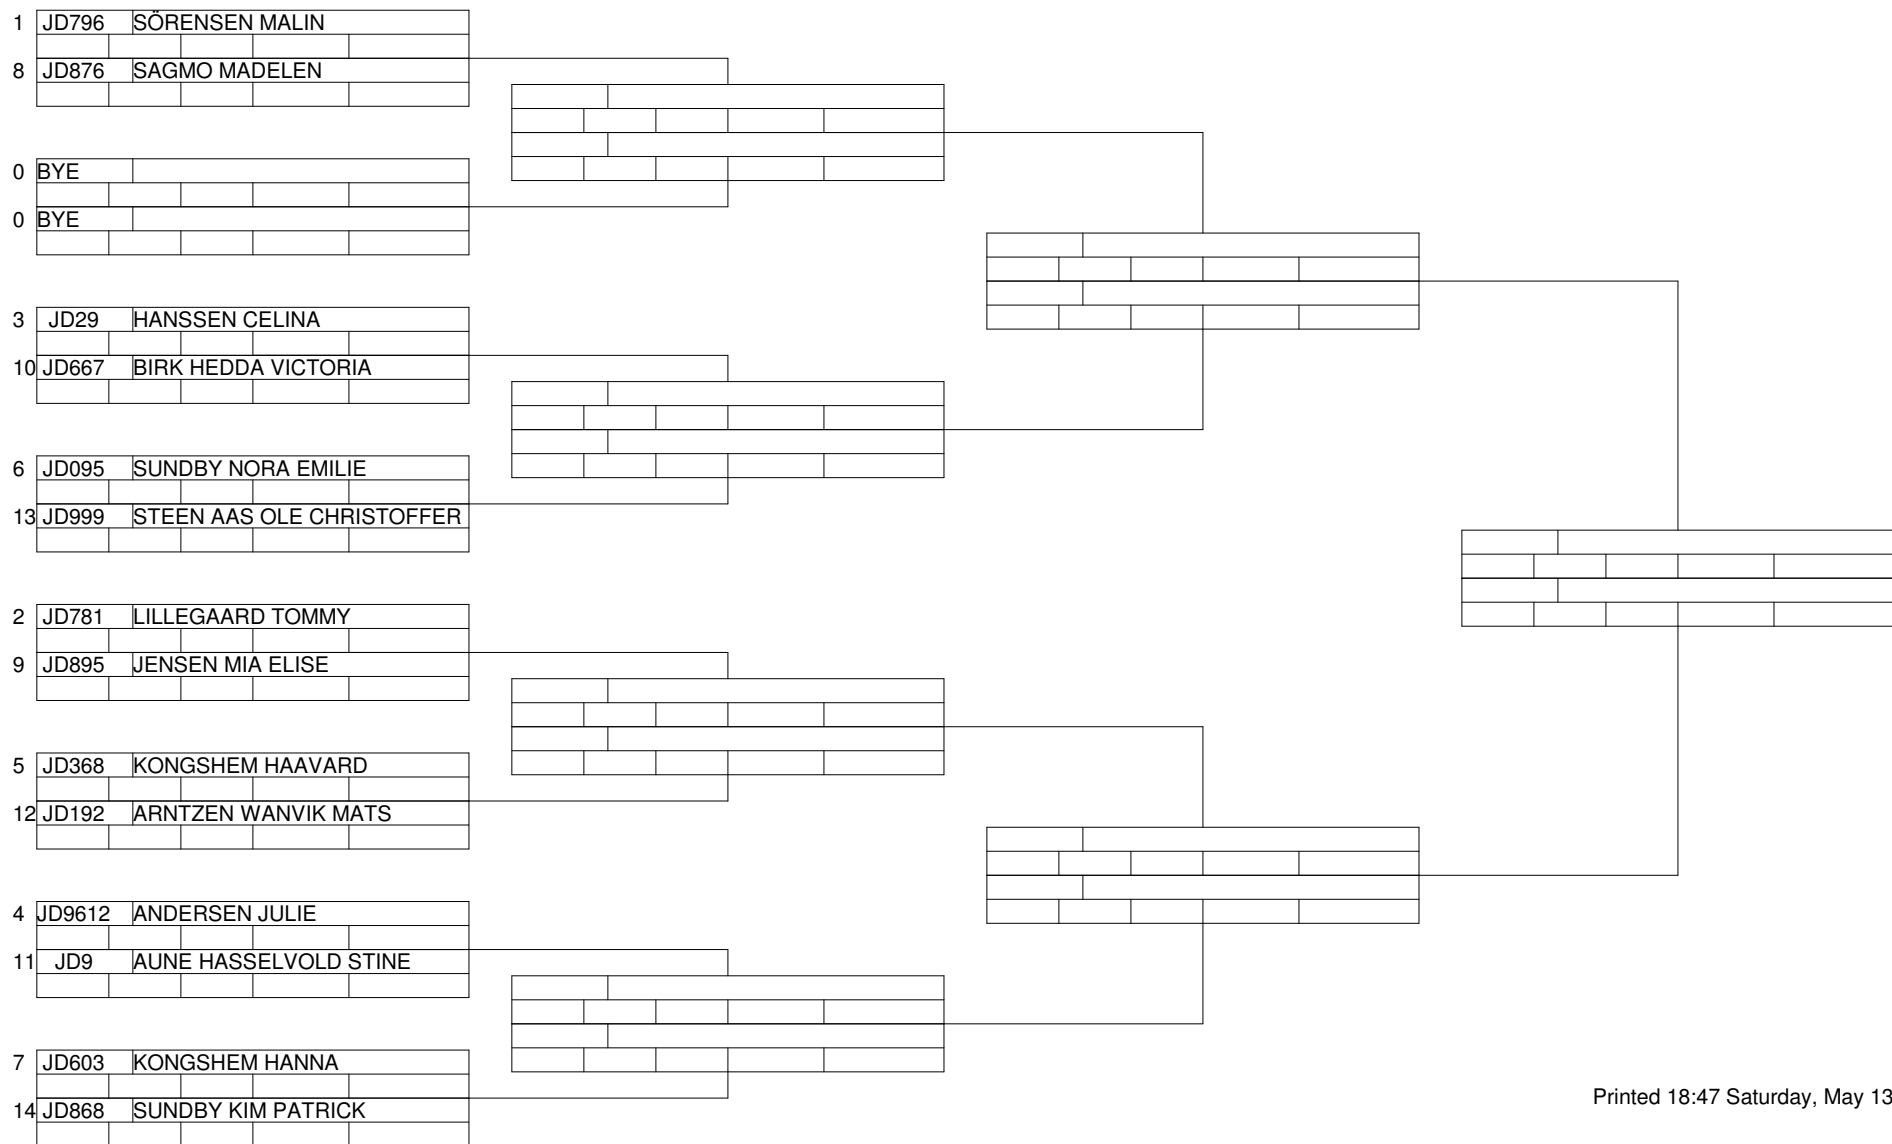 1 JD796 SÖRENSEN MALIN
8 JD876 SAGMO MADELEN
0 BYE
0 BYE
3 JD29 HANSSEN CELINA
10 JD667 BIRK HEDDA VICTORIA
6 JD095 SUNDBY NORA EMILIE
13 JD999 STEEN AAS OLE CHRISTOFFER
2 JD781 LILLEGAARD TOMMY
9 JD895 JENSEN MIA ELISE
5 JD368 KONGSHEM HAAVARD
12 JD192 ARNTZEN WANVIK MATS
4 JD9612 ANDERSEN JULIE
11 JD9 AUNE HASSELVOLD STINE
7 JD603 KONGSHEM HANNA
14 JD868 SUNDBY KIM PATRICK
Printed 18:47 Saturday, May 13